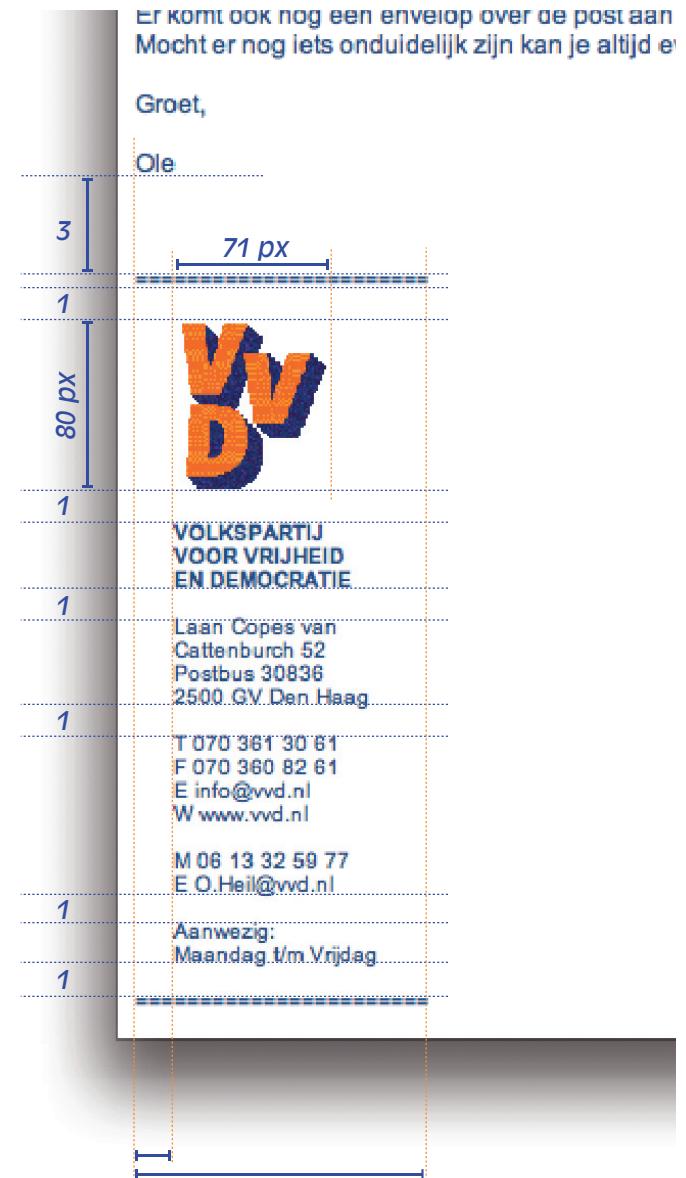 Er komt ook nog een envelop over de post aan
Mocht er nog iets onduidelijk zijn kan je altijd
Groet,
Ole
3
71 px
======================
1
80 px
VVD
1
VOLKSPARTIJ
VOOR VRIJHEID
EN DEMOCRATIE
1
Laan Copes van
Cattenburch 52
Postbus 30836
2500 GV Den Haag
1
T 070 361 30 61
F 070 360 82 61
E info@vvd.nl
W www.vvd.nl
M 06 13 32 59 77
E O.Heil@vvd.nl
1
Aanwezig:
Maandag t/m Vrijdag
1
======================